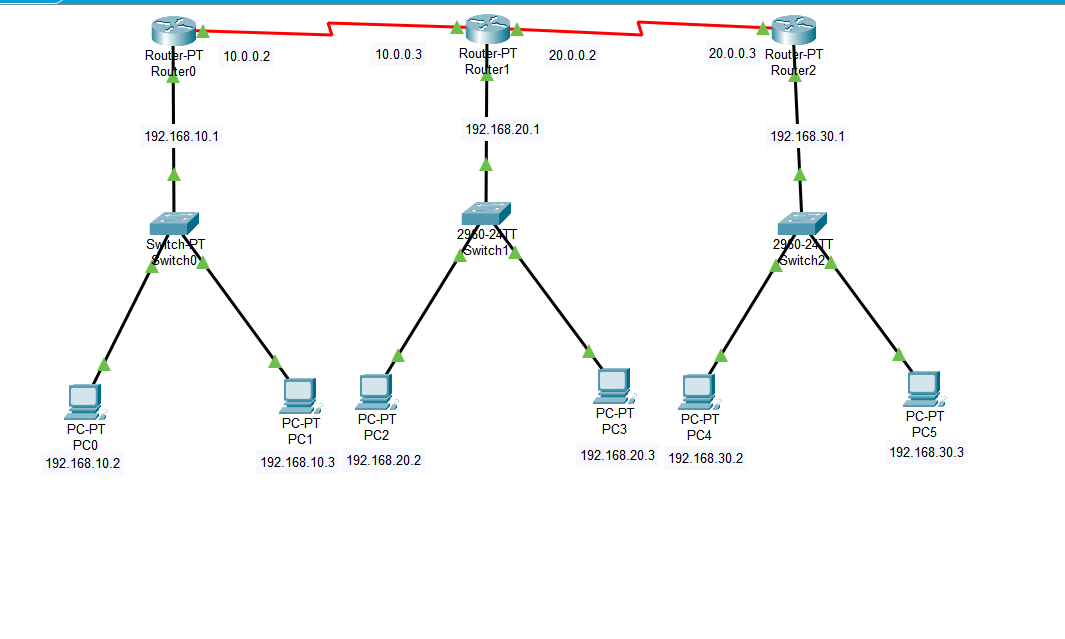 Router-PT
Router0
10.0.0.2
10.0.0.3
Router-PT
Router1
20.0.0.2
20.0.0.3
Router-PT
Router2
192.168.10.1
192.168.20.1
192.168.30.1
Switch-PT
Switch0
2960-24TT
Switch1
2960-24TT
Switch2
PC-PT
PC0
192.168.10.2
PC-PT
PC1
192.168.10.3
PC-PT
PC2
192.168.20.2
PC-PT
PC3
192.168.20.3
PC-PT
PC4
192.168.30.2
PC-PT
PC5
192.168.30.3